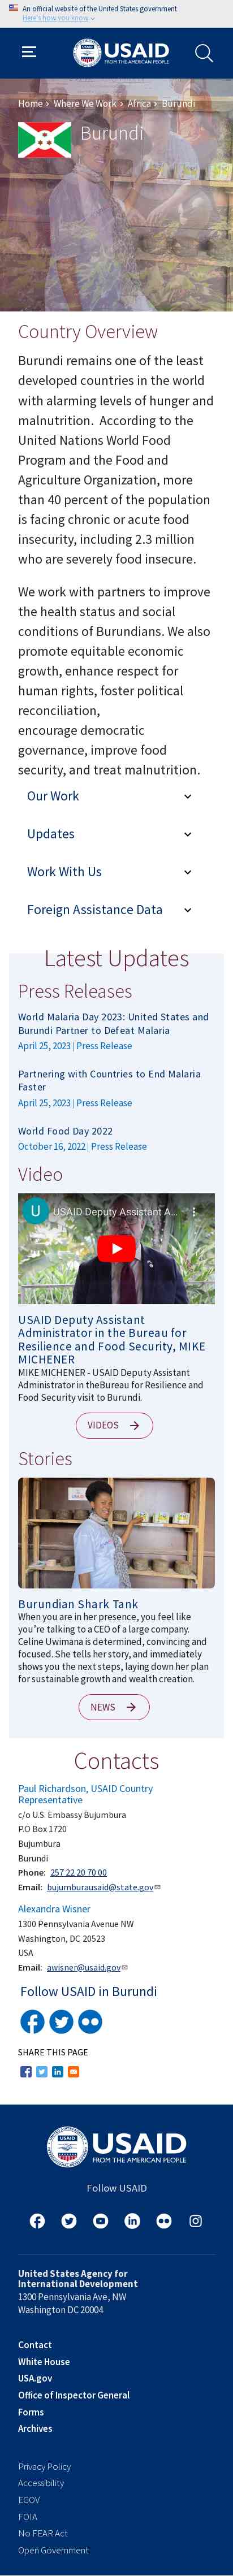 An official website of the United States government
Here's how you know
USAID
FROM THE AMERICAN PEOPLE
Home > Where We Work > Africa > Burundi
Burundi
Country Overview
Burundi remains one of the least
developed countries in the world
with alarming levels of hunger and
malnutrition. According to the
United Nations World Food
Program and the Food and
Agriculture Organization, more
than 40 percent of the population
is facing chronic or acute food
insecurity, including 2.3 million
who are severely food insecure.
We work with partners to improve
the health status and social
conditions of Burundians. We also
promote equitable economic
growth, enhance respect for
human rights, foster political
reconciliation,
encourage democratic
governance, improve food
security, and treat malnutrition.
Our Work
Updates
Work With Us
Foreign Assistance Data
Latest Updates
Press Releases
World Malaria Day 2023: United States and
Burundi Partner to Defeat Malaria
April 25, 2023 | Press Release
Partnering with Countries to End Malaria
Faster
April 25, 2023 | Press Release
World Food Day 2022
October 16, 2022 | Press Release
Video
U
USAID Deputy Assistant A...
USAID Deputy Assistant
Administrator in the Bureau for
Resilience and Food Security, MIKE
MICHENER
MIKE MICHENER - USAID Deputy Assistant
Administrator in theBureau for Resilience and
Food Security visit to Burundi.
VIDEOS
Stories
Burundian Shark Tank
When you are in her presence, you feel like
you’re talking to a CEO of a large company.
Celine Uwimana is determined, convincing and
focused. She tells her story, and immediately
shows you the next steps, laying down her plan
for sustainable growth and wealth creation.
NEWS
Contacts
Paul Richardson, USAID Country
Representative
c/o U.S. Embassy Bujumbura
P.O Box 1720
Bujumbura
Burundi
Phone: 257 22 20 70 00
Email: bujumburausaid@state.gov
Alexandra Wisner
1300 Pennsylvania Avenue NW
Washington, DC 20523
USA
Email: awisner@usaid.gov
Follow USAID in Burundi
SHARE THIS PAGE
USAID
FROM THE AMERICAN PEOPLE
Follow USAID
United States Agency for
International Development
1300 Pennsylvania Ave, NW
Washington DC 20004
Contact
White House
USA.gov
Office of Inspector General
Forms
Archives
Privacy Policy
Accessibility
EGOV
FOIA
No FEAR Act
Open Government